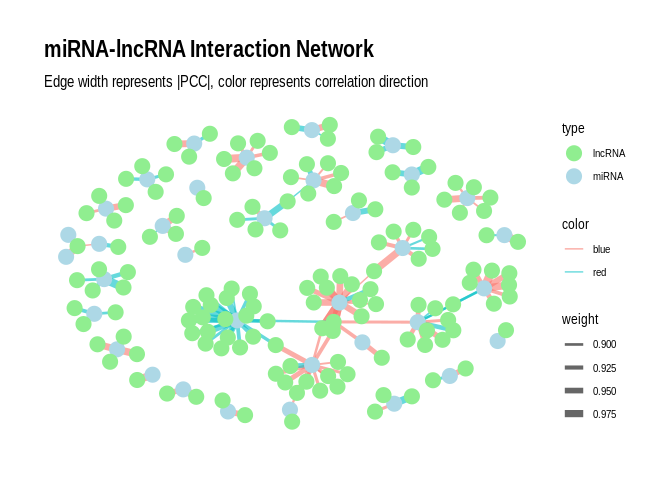 miRNA-lncRNA Interaction Network
Edge width represents |PCC|, color represents correlation direction
type
lncRNA
miRNA
color
blue
red
weight
0.900
0.925
0.950
0.975